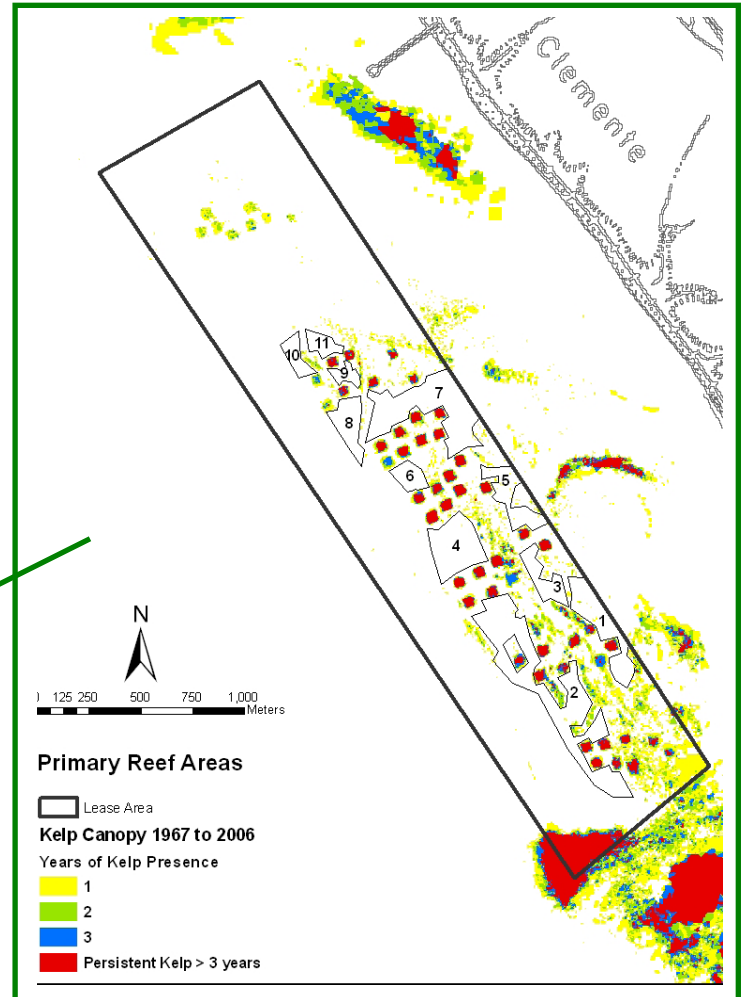 Clemente
11
10
9
7
8
6
5
4
3
1
2
N
125 250 500 750 1,000
Meters
Primary Reef Areas
Lease Area
Kelp Canopy 1967 to 2006
Years of Kelp Presence
1
2
3
Persistent Kelp > 3 years